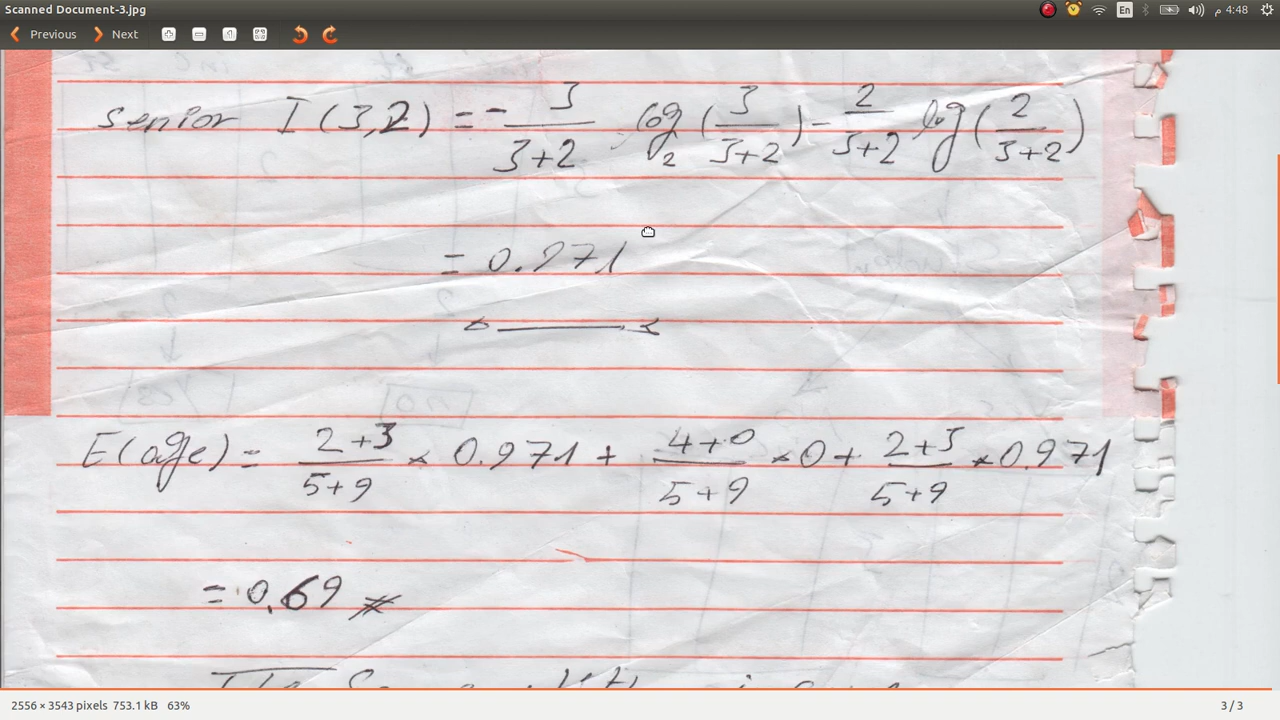 Scanned Document-3.jpg
En
4:48 م
Previous Next
senior I (3,2) = - 3/(3+2) log₂ (3/(3+2)) - 2/(3+2) log (2/(3+2))
= 0.971
E(age) = (2+3)/(5+9) × 0.971 + (4+0)/(5+9) × 0 + (2+3)/(5+9) × 0.971
= 0.69
2556 × 3543 pixels 753.1 kB 63%
3 / 3